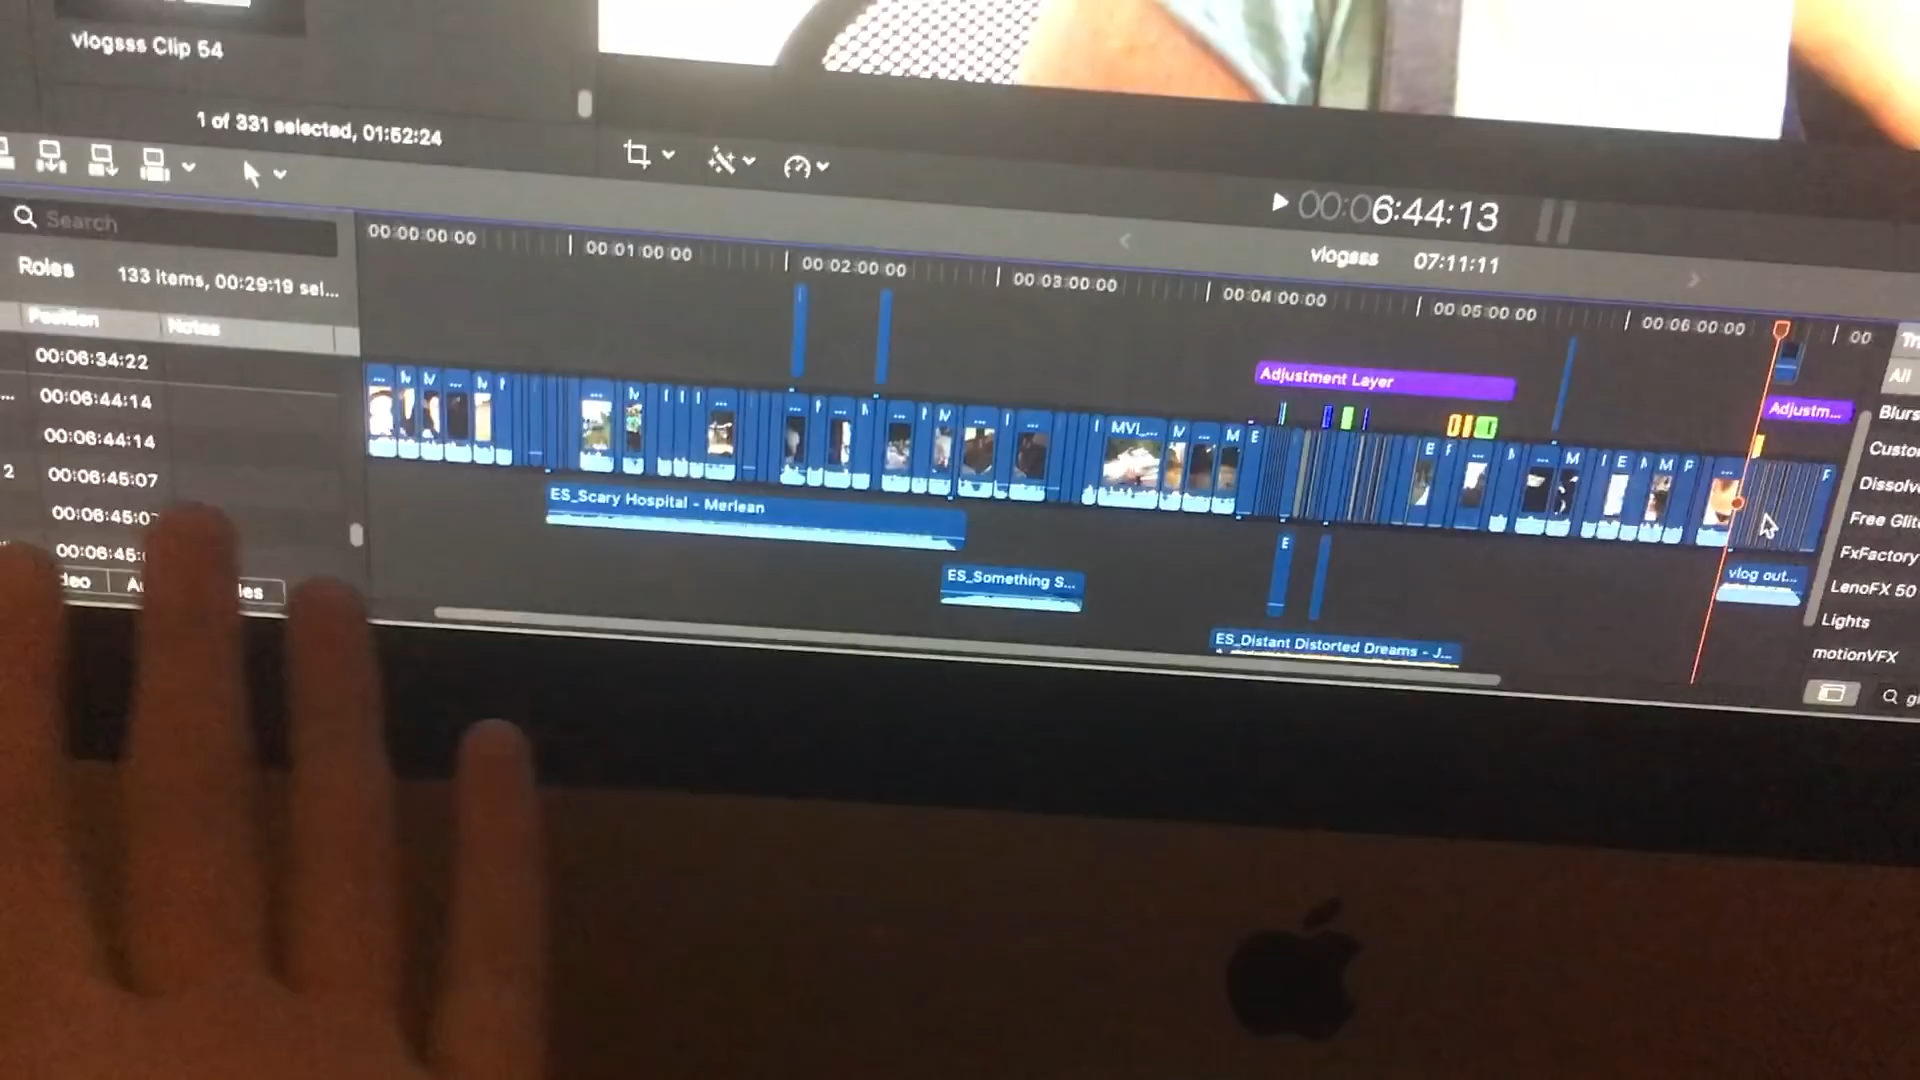 vlogsss Clip 54
1 of 331 selected, 01:52:24
00:06:44:13
Search
00:00:00:00
00:01:00:00
00:02:00:00
00:03:00:00
00:04:00:00
00:05:00:00
00:06:00:00
00
vlogsss 07:11:11
Roles 133 items, 00:29:19 sel...
Position Notes
00:06:34:22
00:06:44:14
00:06:44:14
2 00:06:45:07
00:06:45:0
00:06:45:
Adjustment Layer
Adjustm...
MVI_...
ES_Scary Hospital - Merlean
ES_Something S...
ES_Distant Distorted Dreams - J...
vlog out...
All
Blurs
Custo
Dissolv
Free Glit
FxFactory
LenoFX 50
Lights
motionVFX